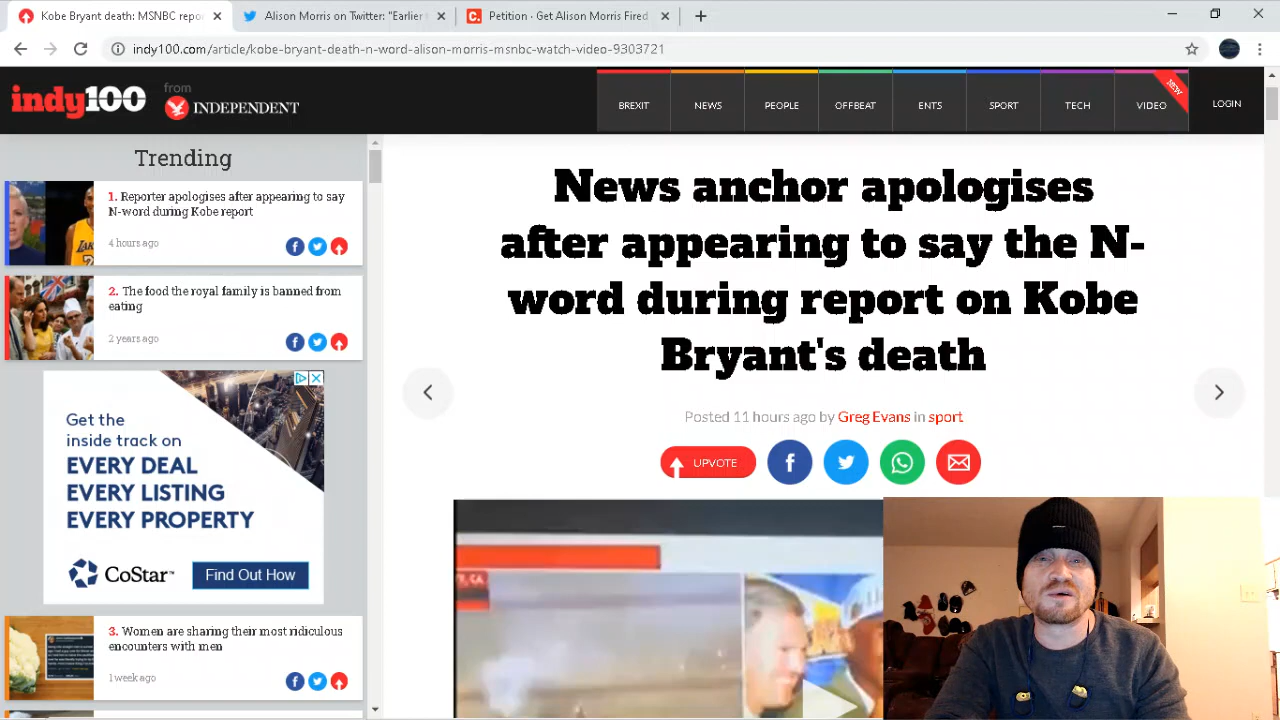 Kobe Bryant death: MSNBC repor
Alison Morris on Twitter: "Earlier
Petition · Get Alison Morris Fired
indy100.com/article/kobe-bryant-death-n-word-alison-morris-msnbc-watch-video-9303721
indy100
from
INDEPENDENT
BREXIT
NEWS
PEOPLE
OFFBEAT
ENTS
SPORT
TECH
VIDEO
NEW
LOGIN
Trending
1. Reporter apologises after appearing to say
N-word during Kobe report
4 hours ago
2. The food the royal family is banned from
eating
2 years ago
Get the
inside track on
EVERY DEAL
EVERY LISTING
EVERY PROPERTY
CoStar™
Find Out How
3. Women are sharing their most ridiculous
encounters with men
1 week ago
News anchor apologises
after appearing to say the N-
word during report on Kobe
Bryant's death
Posted 11 hours ago by Greg Evans in sport
UPVOTE
, CA